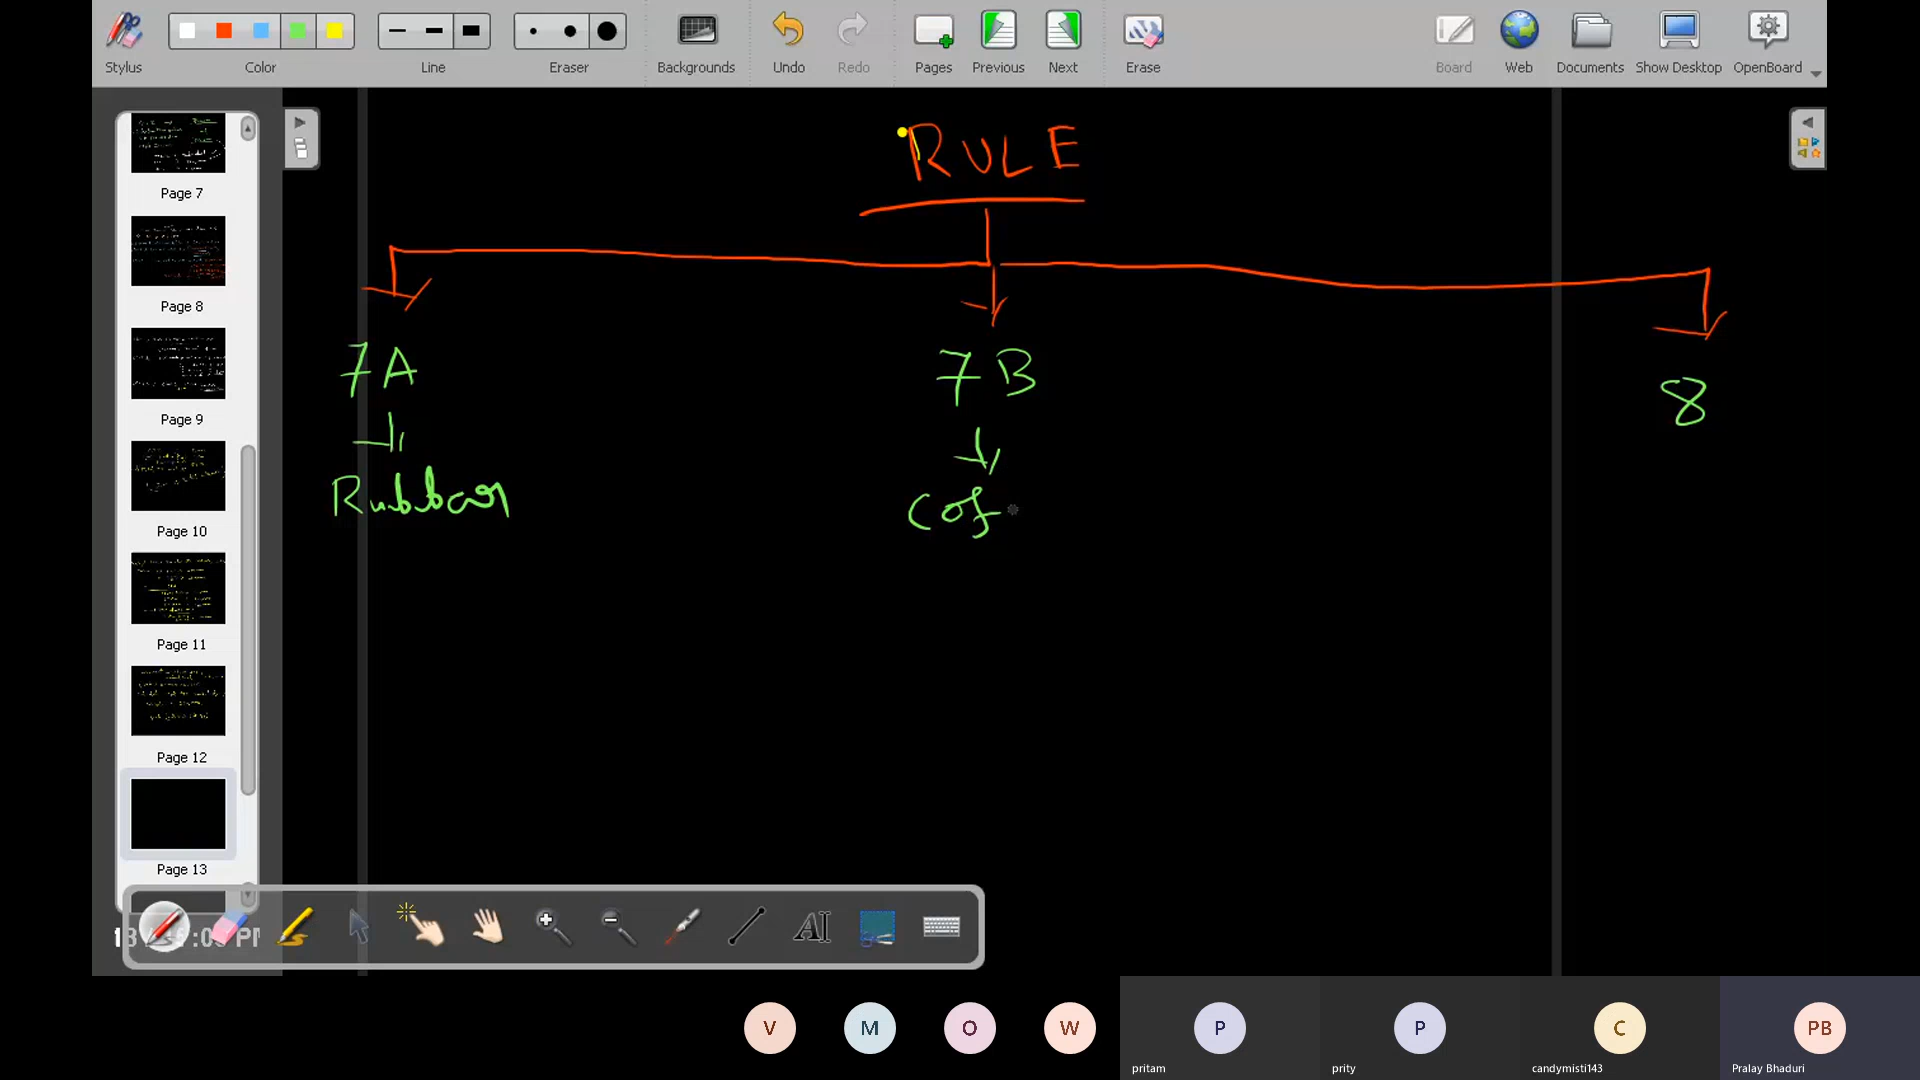 Stylus
Color
Line
Eraser
Backgrounds
Undo
Redo
Pages
Previous
Next
Erase
Board
Web
Documents
Show Desktop
OpenBoard
Page 7
Page 8
Page 9
Page 10
Page 11
Page 12
Page 13
RULE
7A
7B
8
Rubbar
Cof
AI
V
M
O
W
P
pritam
P
prity
C
candymisti143
PB
Pralay Bhaduri